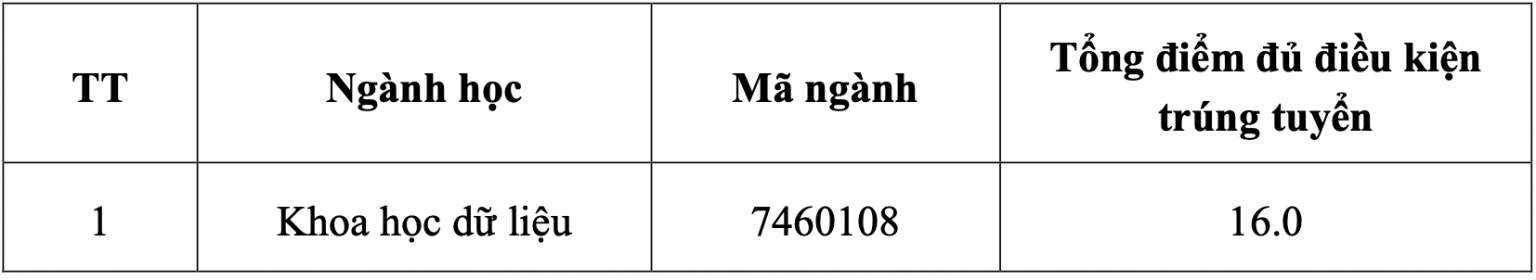 TT
Ngành học
Mã ngành
Tổng điểm đủ điều kiện
trúng tuyển
1
Khoa học dữ liệu
7460108
16.0